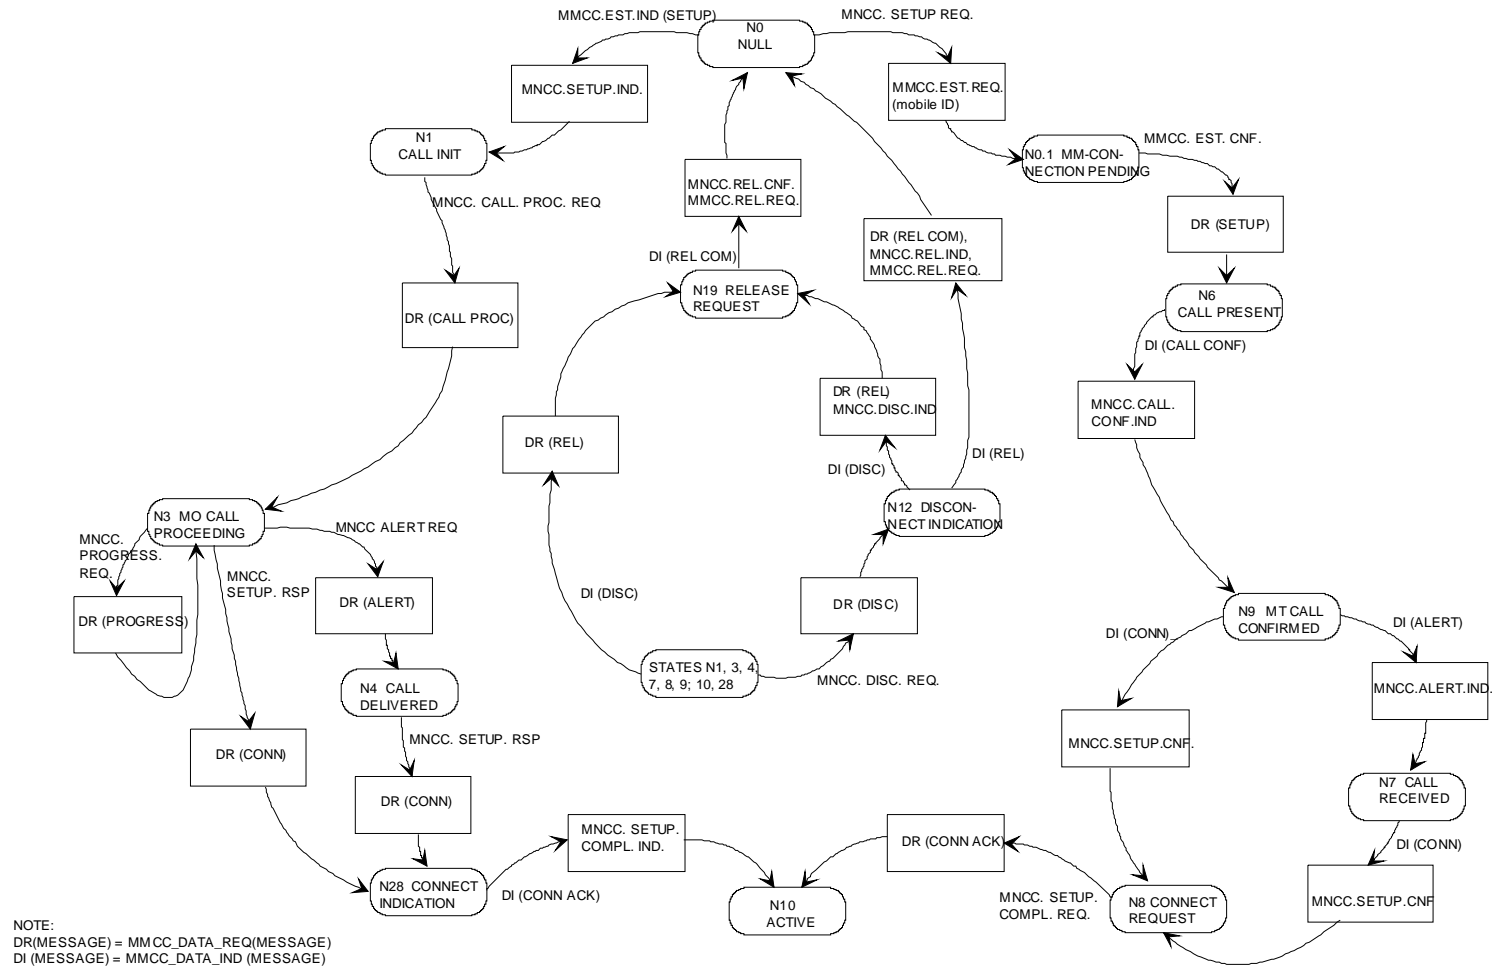 MMCC.EST.IND (SETUP)
N0
NULL
MNCC. SETUP REQ.
MNCC.SETUP.IND.
MMCC.EST.REQ.
(mobile ID)
N1
CALL INIT
N0.1 MM-CON-
NECTION PENDING
MMCC. EST. CNF.
MNCC. CALL. PROC. REQ
MNCC.REL.CNF.
MMCC.REL.REQ.
DR (REL COM),
MNCC.REL.IND,
MMCC.REL.REQ.
DR (SETUP)
DI (REL COM)
N19 RELEASE
REQUEST
N6
CALL PRESENT
DR (CALL PROC)
DI (CALL CONF)
DR (REL)
MNCC.DISC.IND
MNCC.CALL.
CONF.IND
DR (REL)
DI (DISC)
DI (REL)
N3 MO CALL
PROCEEDING
MNCC ALERT REQ
N12 DISCON-
NECT INDICATION
MNCC.
PROGRESS.
REQ.
MNCC.
SETUP. RSP
DI (DISC)
DR (PROGRESS)
DR (ALERT)
DR (DISC)
N9 MT CALL
CONFIRMED
DI (CONN)
DI (ALERT)
STATES N1, 3, 4,
7, 8, 9; 10, 28
MNCC. DISC. REQ.
N4 CALL
DELIVERED
MNCC.ALERT.IND.
MNCC. SETUP. RSP
DR (CONN)
MNCC.SETUP.CNF.
N7 CALL
RECEIVED
DR (CONN)
MNCC. SETUP.
COMPL. IND.
DR (CONN ACK)
DI (CONN)
N28 CONNECT
INDICATION
DI (CONN ACK)
N10
ACTIVE
MNCC. SETUP.
COMPL. REQ.
N8 CONNECT
REQUEST
MNCC.SETUP.CNF
NOTE:
DR(MESSAGE) = MMCC_DATA_REQ(MESSAGE)
DI (MESSAGE) = MMCC_DATA_IND (MESSAGE)